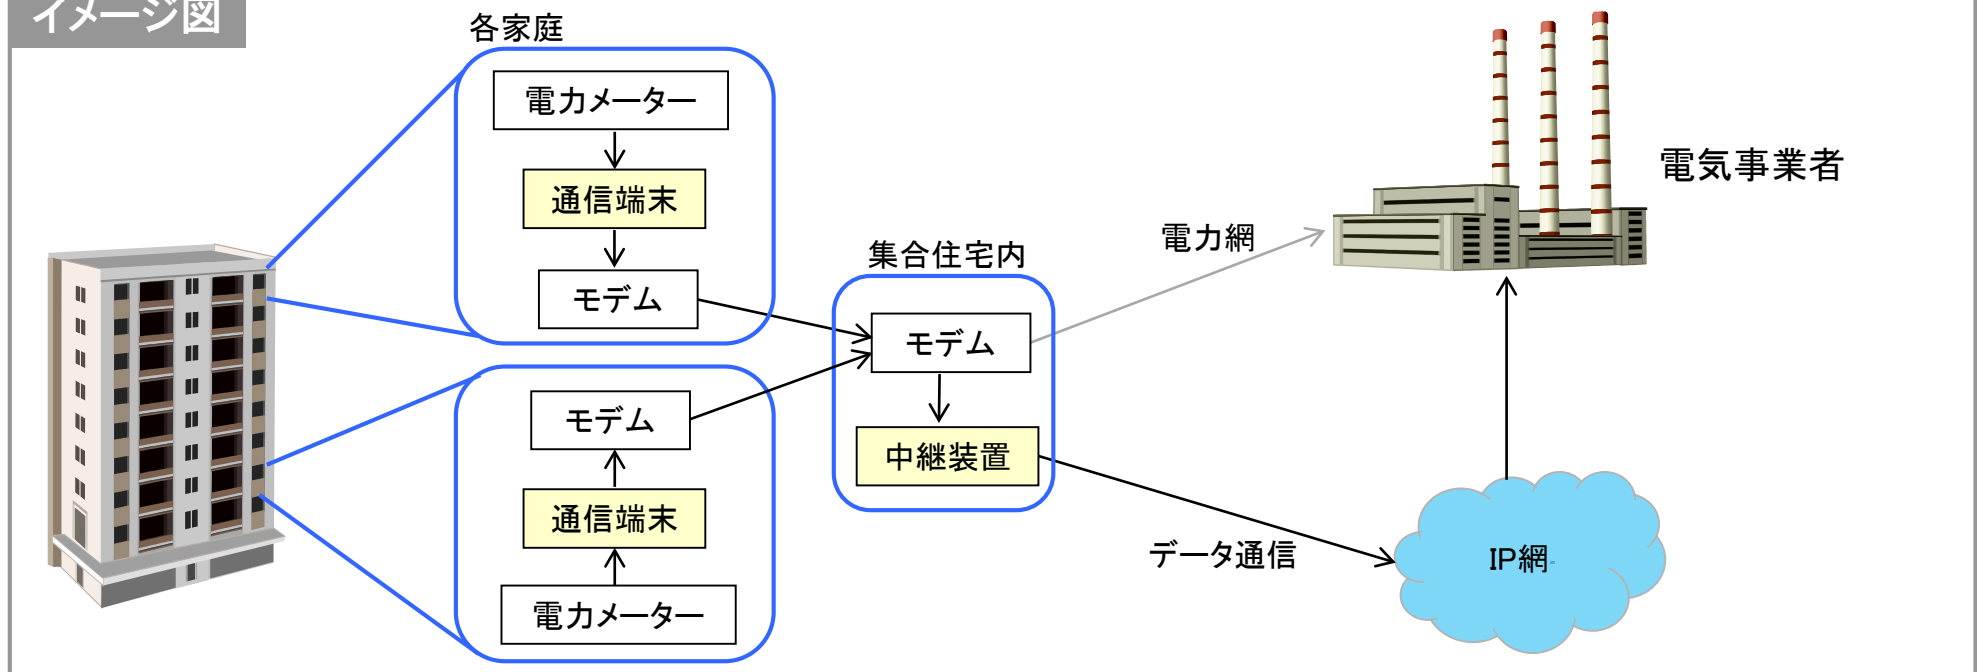 イメージ図
各家庭
電力メーター
通信端末
モデム
モデム
通信端末
電力メーター
集合住宅内
モデム
中継装置
電力網
電気事業者
データ通信
IP網